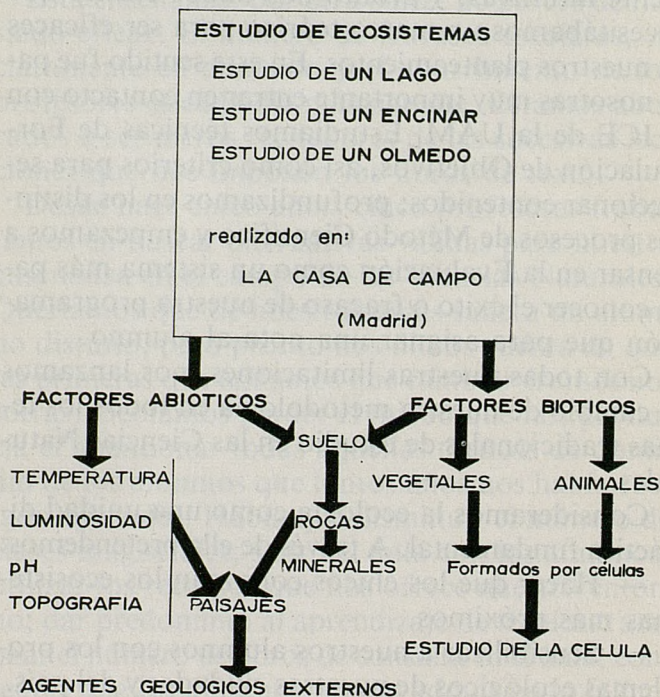 ESTUDIO DE ECOSISTEMAS
ESTUDIO DE UN LAGO
ESTUDIO DE UN ENCINAR
ESTUDIO DE UN OLMEDO
realizado en:
LA CASA DE CAMPO
(Madrid)
FACTORES ABIOTICOS
FACTORES BIOTICOS
SUELO
TEMPERATURA
VEGETALES
ANIMALES
LUMINOSIDAD
ROCAS
pH
MINERALES
Formados por células
TOPOGRAFIA
PAISAJES
ESTUDIO DE LA CELULA
AGENTES GEOLOGICOS EXTERNOS